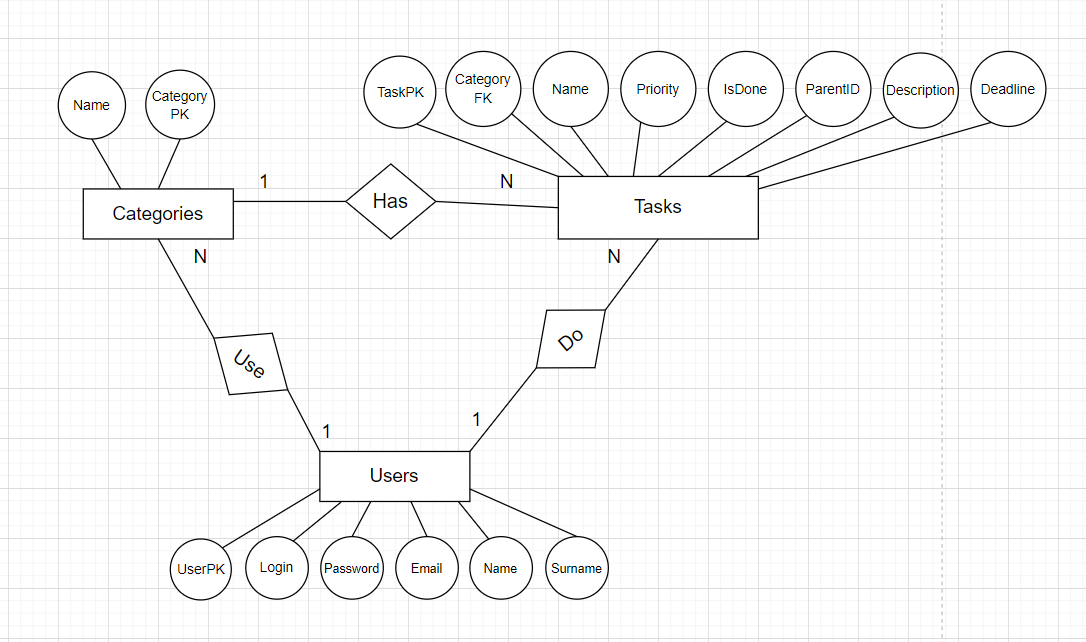 Name
Category
PK
TaskPK
Category
FK
Name
Priority
IsDone
ParentID
Description
Deadline
1
N
Categories
Has
Tasks
N
N
Use
Do
1
1
Users
UserPK
Login
Password
Email
Name
Surname